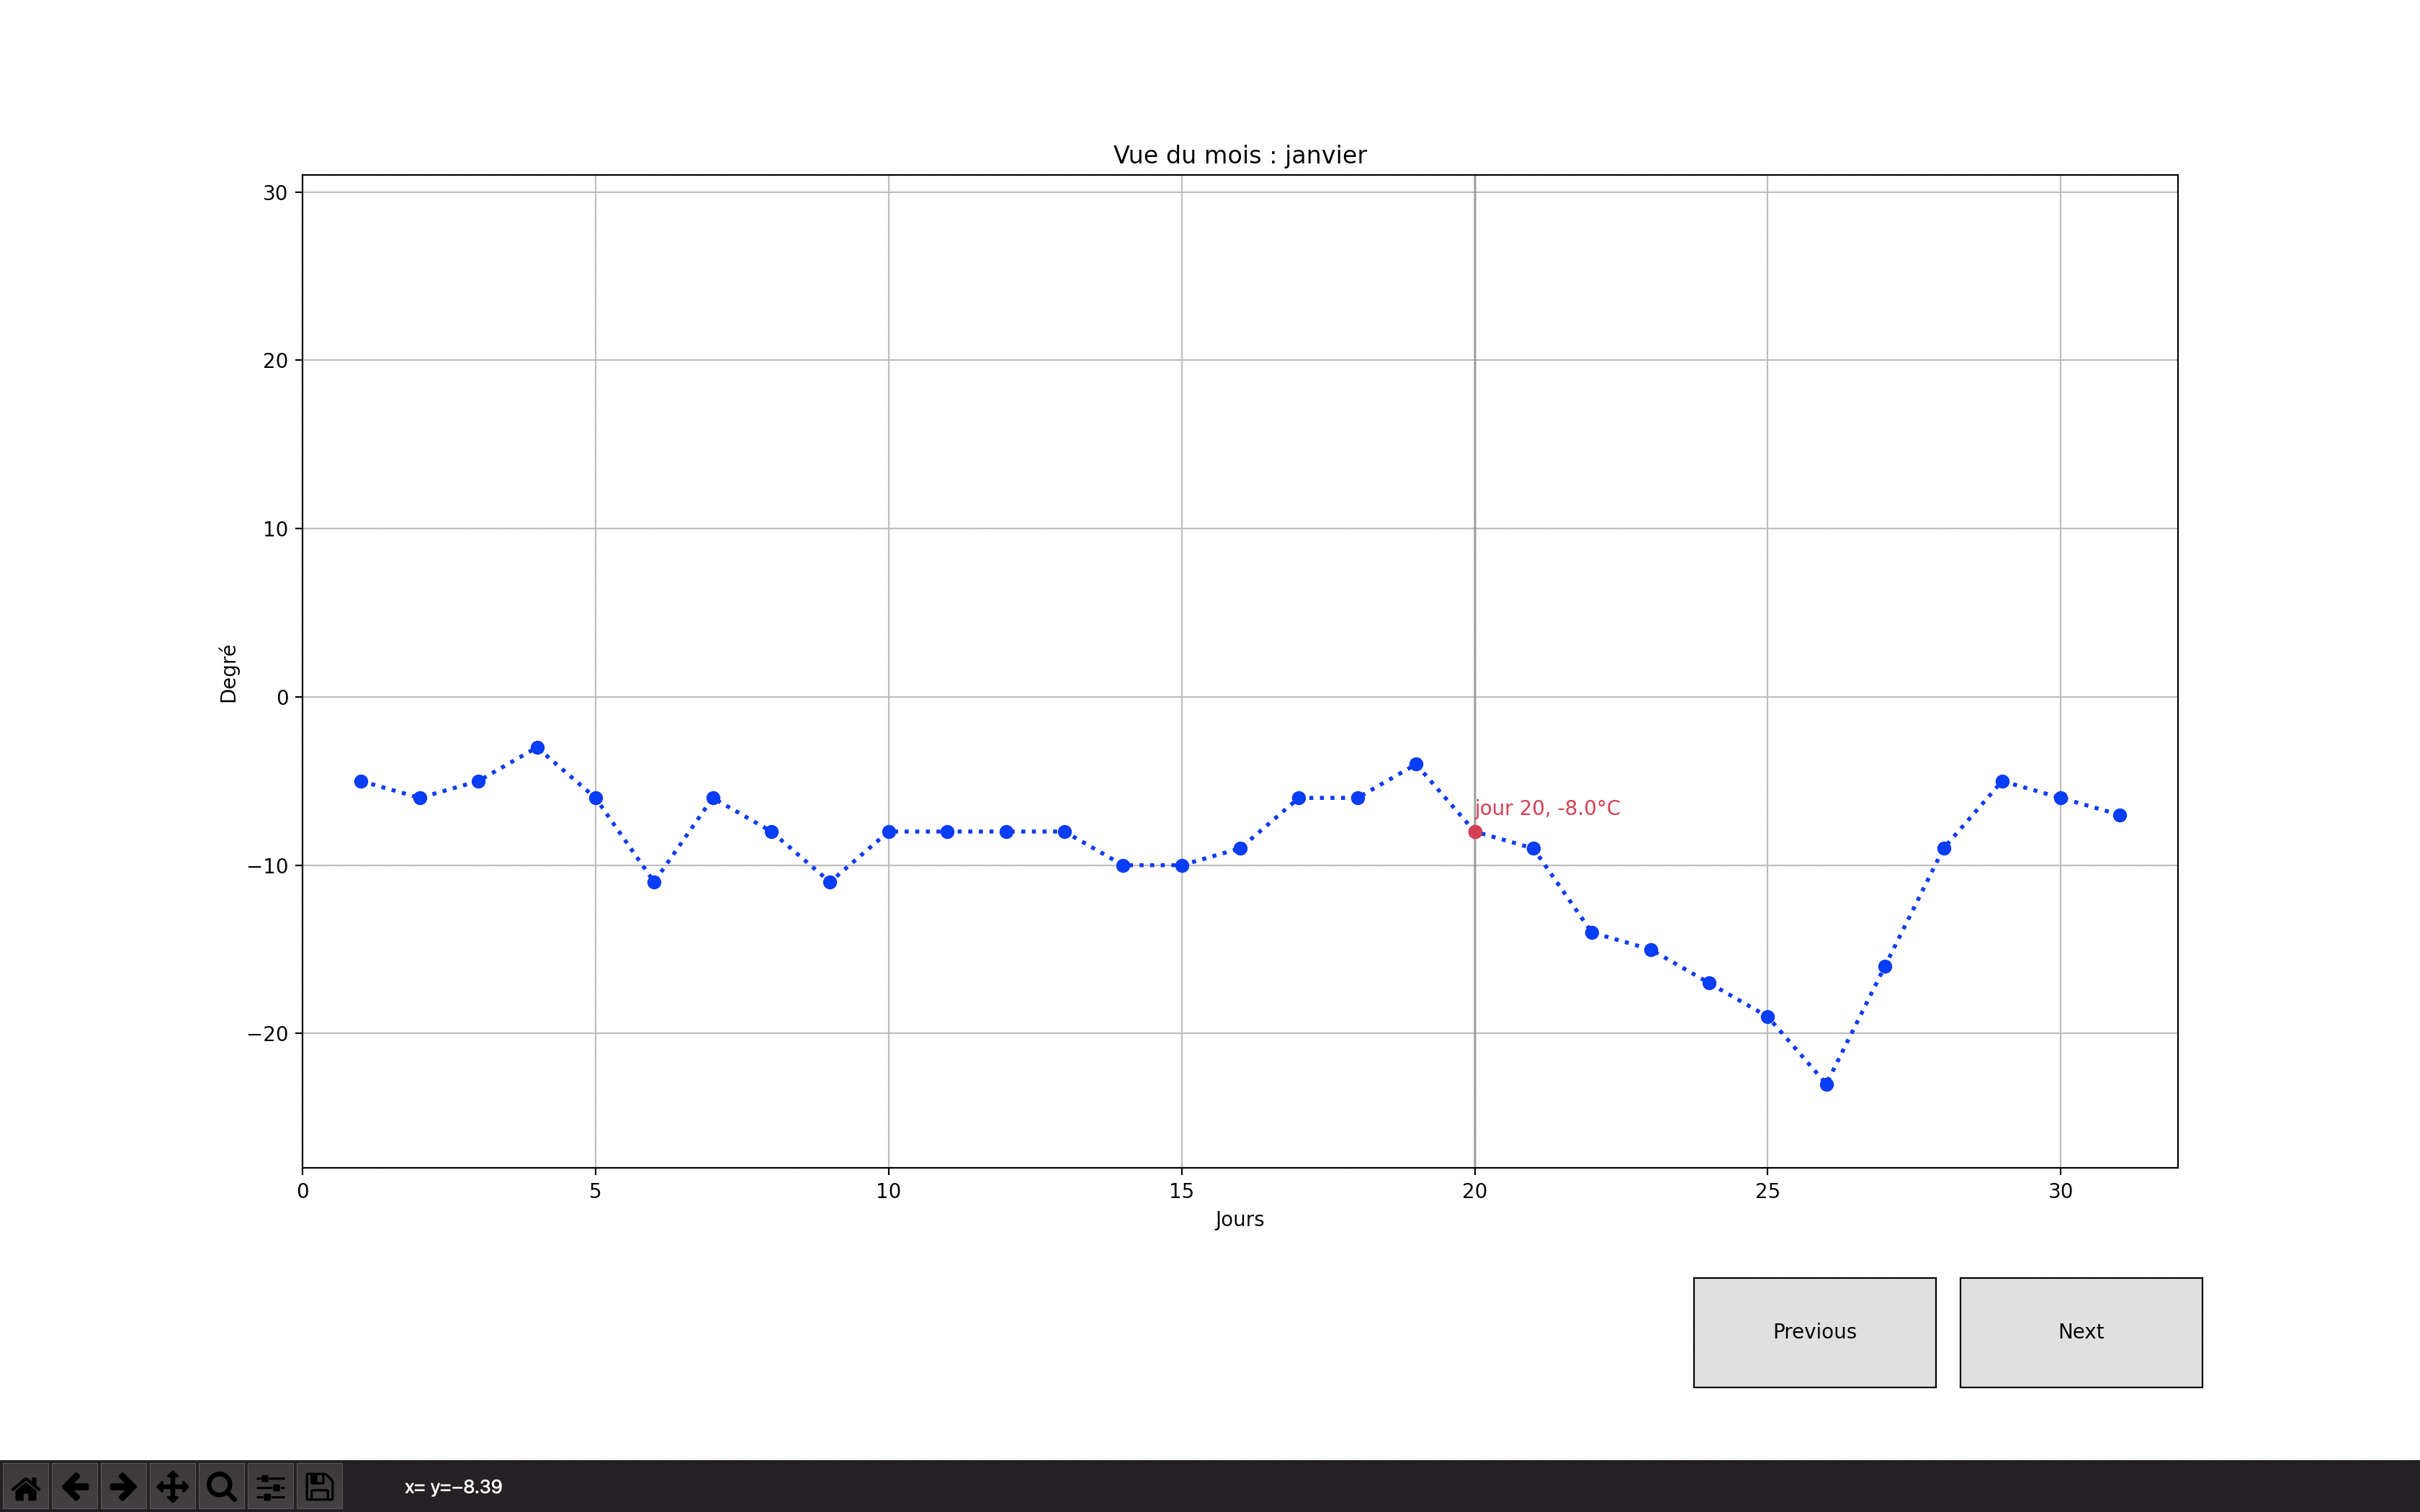 Vue du mois : janvier
30
20
10
0
−10
−20
Degré
jour 20, -8.0°C
0 5 10 15 20 25 30
Jours
Previous Next
x= y=−8.39